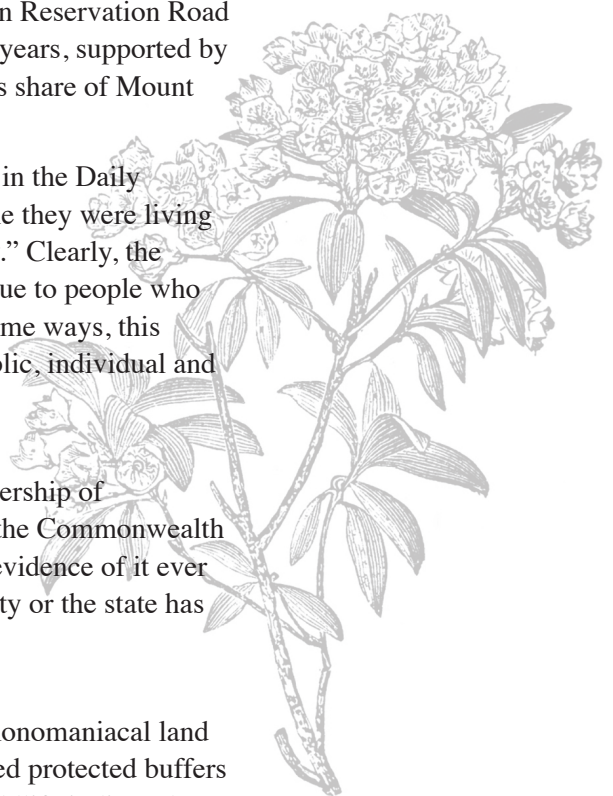 n Reservation Road
years, supported by
s share of Mount
in the Daily
e they were living
.” Clearly, the
ue to people who
me ways, this
lic, individual and
ership of
the Commonwealth
evidence of it ever
ty or the state has
onomaniacal land
ed protected buffers